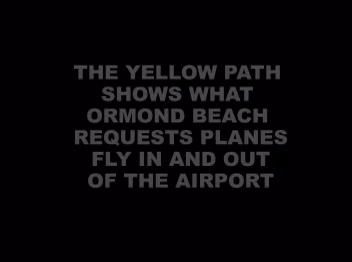 THE YELLOW PATH
SHOWS WHAT
ORMOND BEACH
REQUESTS PLANES
FLY IN AND OUT
OF THE AIRPORT